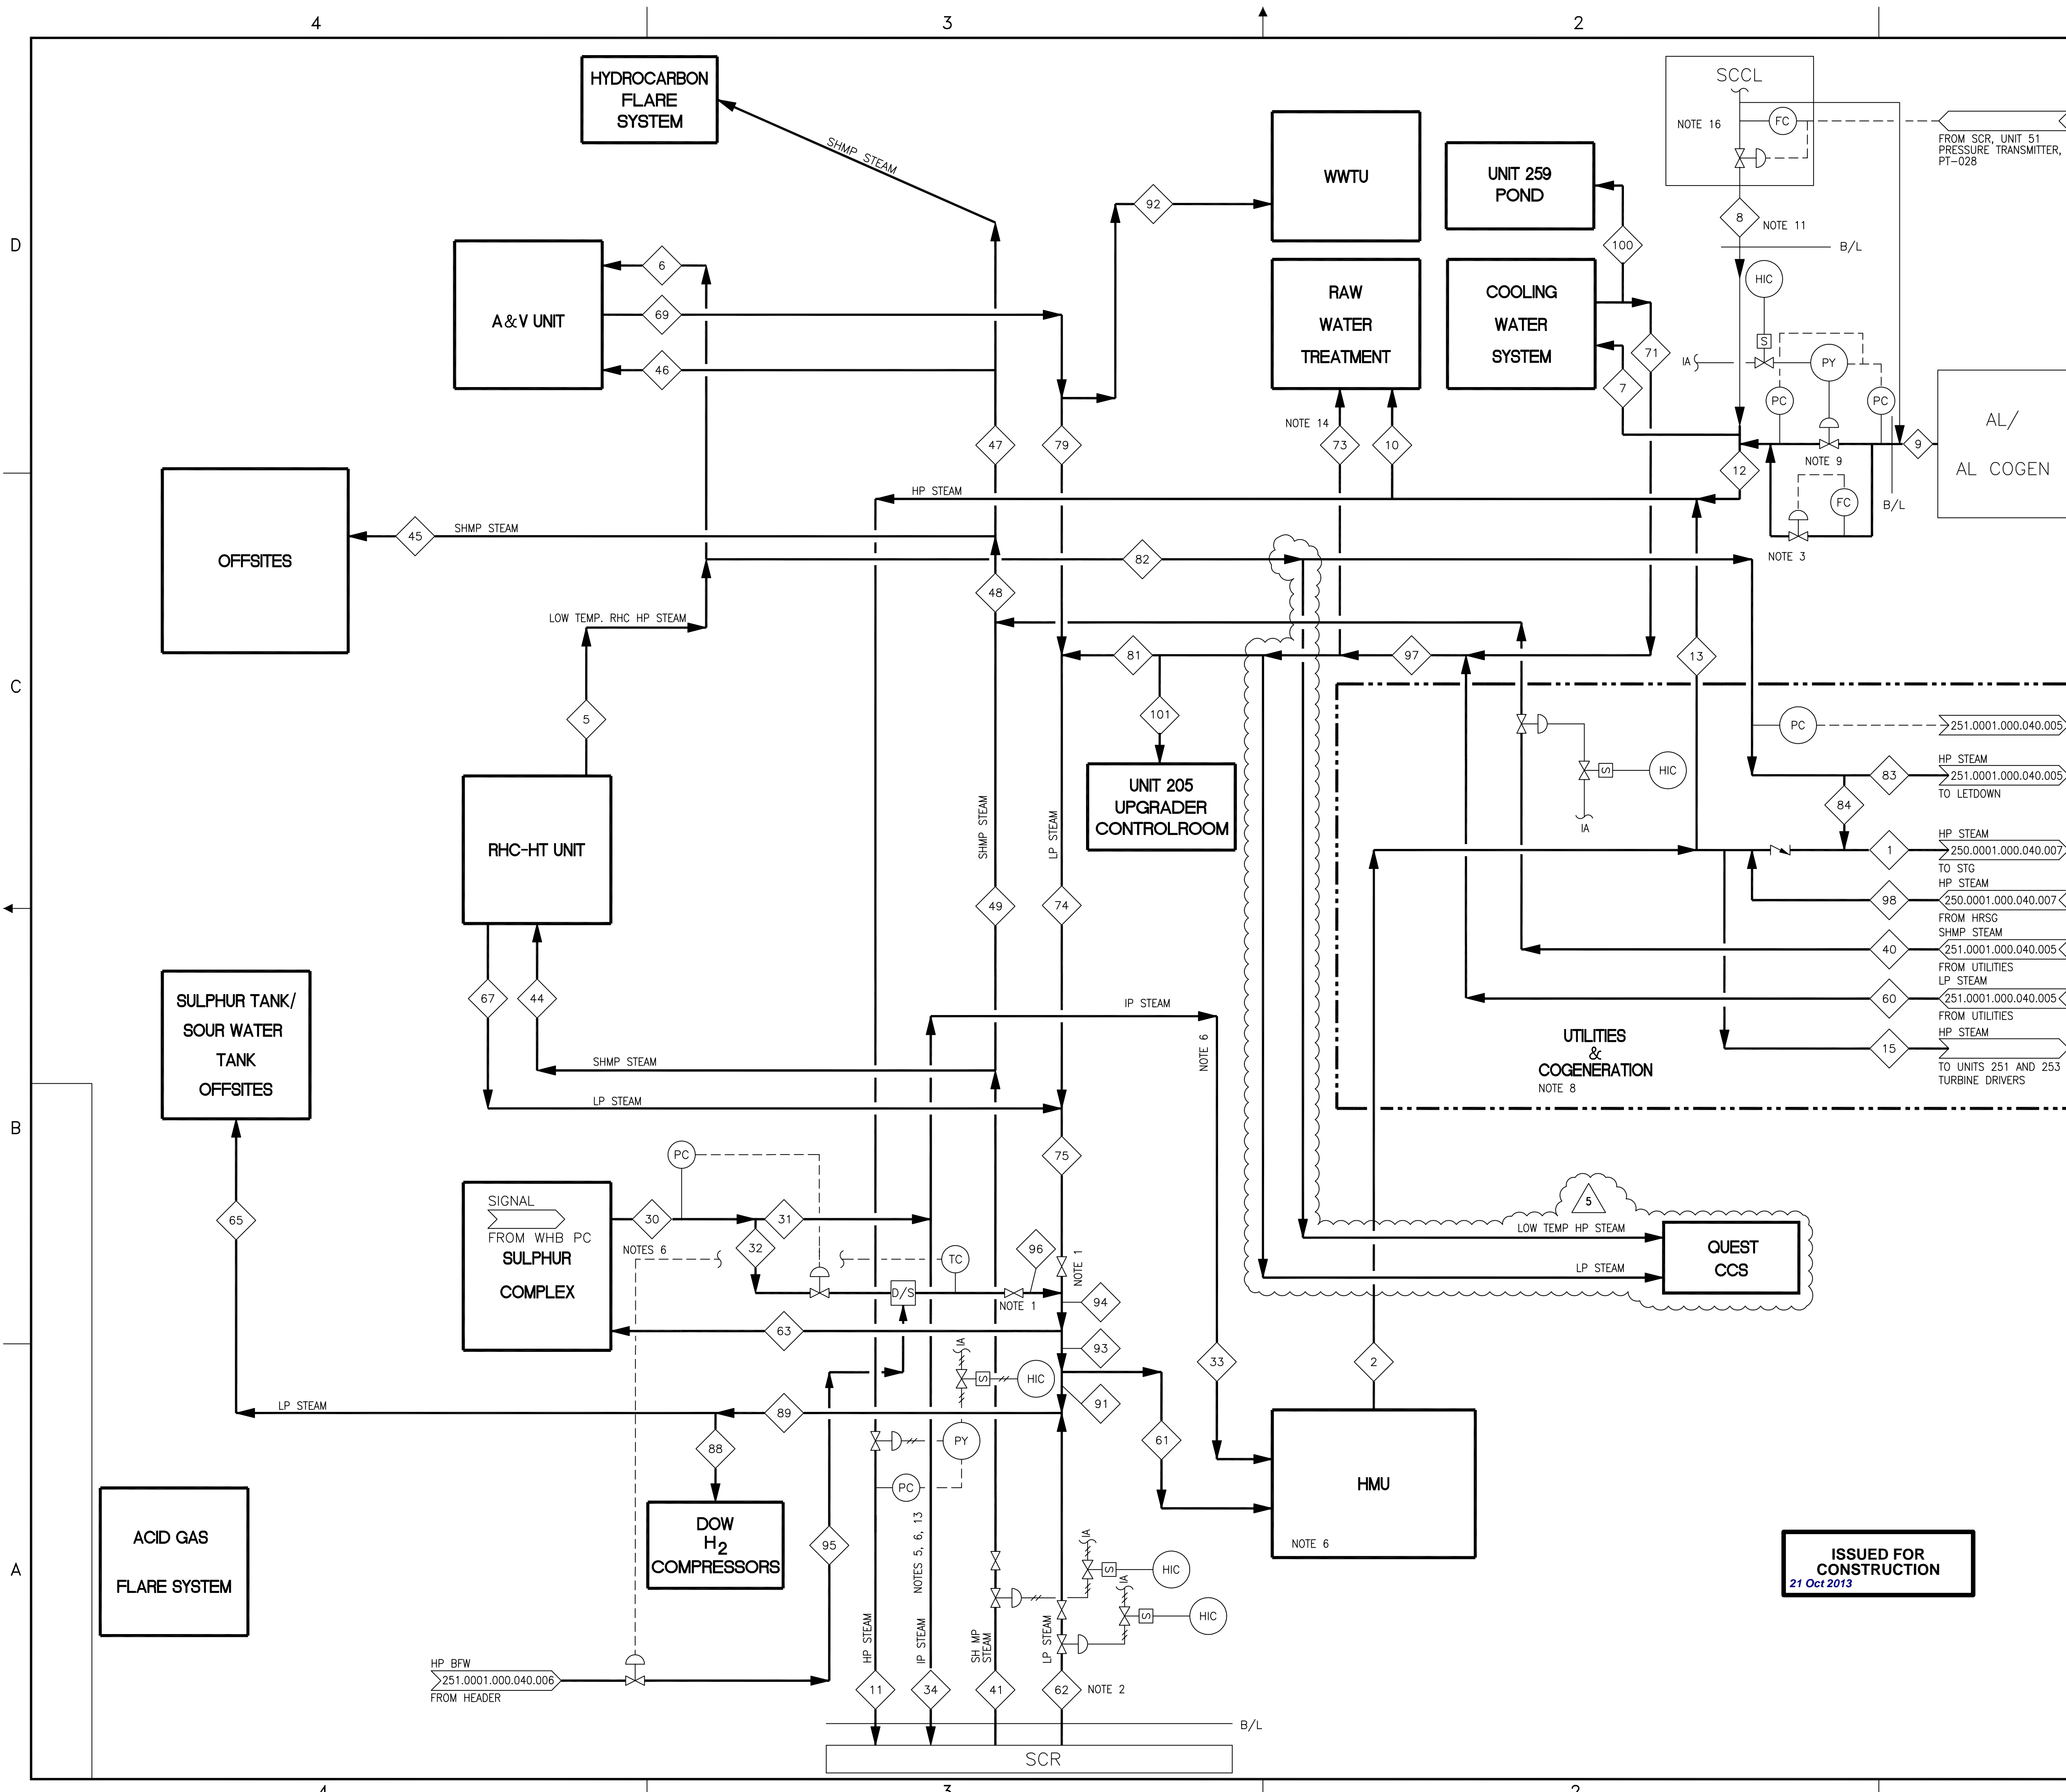 4
3
2
HYDROCARBON
FLARE
SYSTEM
SHMP STEAM
WWTU
UNIT 259
POND
SCCL
NOTE 16
FC
FROM SCR, UNIT 51
PRESSURE TRANSMITTER,
PT-028
92
8
NOTE 11
B/L
D
100
6
A&V UNIT
69
46
RAW
WATER
TREATMENT
COOLING
WATER
SYSTEM
HIC
S
IA
PY
PC
PC
71
7
NOTE 14
73
10
47
79
NOTE 9
9
12
AL/
AL COGEN
HP STEAM
FC
B/L
NOTE 3
OFFSITES
45
SHMP STEAM
82
48
LOW TEMP. RHC HP STEAM
81
97
13
C
5
101
PC
251.0001.000.040.005
UNIT 205
UPGRADER
CONTROLROOM
S
HIC
IA
HP STEAM
83
251.0001.000.040.005
TO LETDOWN
84
RHC-HT UNIT
SHMP STEAM
LP STEAM
HP STEAM
1
250.0001.000.040.007
TO STG
HP STEAM
98
250.0001.000.040.007
FROM HRSG
49
74
SHMP STEAM
40
251.0001.000.040.005
FROM UTILITIES
LP STEAM
60
251.0001.000.040.005
FROM UTILITIES
HP STEAM
15
TO UNITS 251 AND 253
TURBINE DRIVERS
67
44
IP STEAM
NOTE 6
SULPHUR TANK/
SOUR WATER
TANK
OFFSITES
UTILITIES
&
COGENERATION
NOTE 8
SHMP STEAM
LP STEAM
B
PC
75
65
SIGNAL
FROM WHB PC
SULPHUR
COMPLEX
30
31
NOTES 6
32
TC
96
NOTE 1
D/S
NOTE 1
94
5
LOW TEMP HP STEAM
LP STEAM
QUEST
CCS
63
93
IA
S
HIC
91
33
2
LP STEAM
89
88
PY
61
PC
HMU
NOTE 6
DOW
H2
COMPRESSORS
95
NOTES 5, 6, 13
ACID GAS
FLARE SYSTEM
A
IA
S
HIC
IA
S
HIC
ISSUED FOR
CONSTRUCTION
21 Oct 2013
HP STEAM
IP STEAM
SH MP
STEAM
LP STEAM
HP BFW
251.0001.000.040.006
FROM HEADER
11
34
41
62
NOTE 2
B/L
SCR
4
3
2